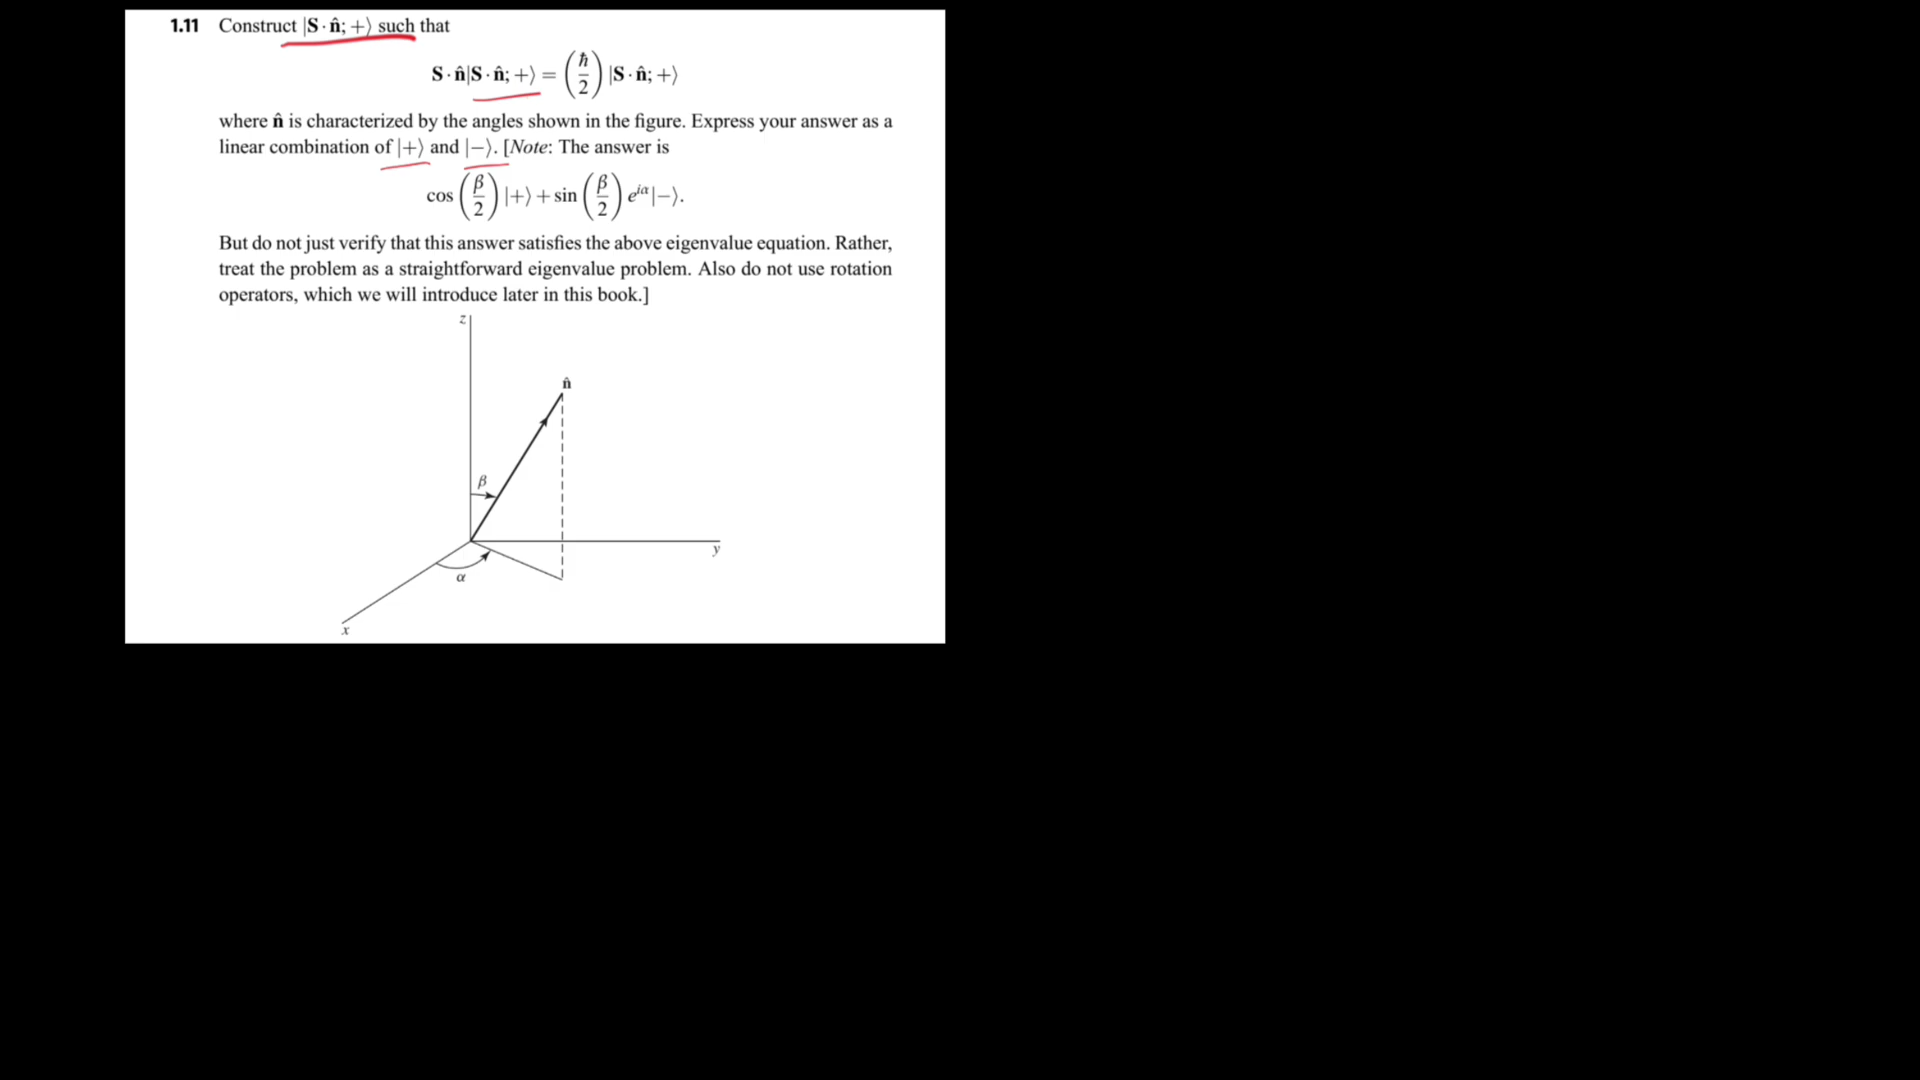 1.11 Construct |S · n̂; +⟩ such that
S · n̂|S · n̂; +⟩ = (ħ/2) |S · n̂; +⟩
where n̂ is characterized by the angles shown in the figure. Express your answer as a
linear combination of |+⟩ and |−⟩. [Note: The answer is
cos (β/2) |+⟩ + sin (β/2) e^{iα} |−⟩.
But do not just verify that this answer satisfies the above eigenvalue equation. Rather,
treat the problem as a straightforward eigenvalue problem. Also do not use rotation
operators, which we will introduce later in this book.]
z
n̂
β
y
α
x